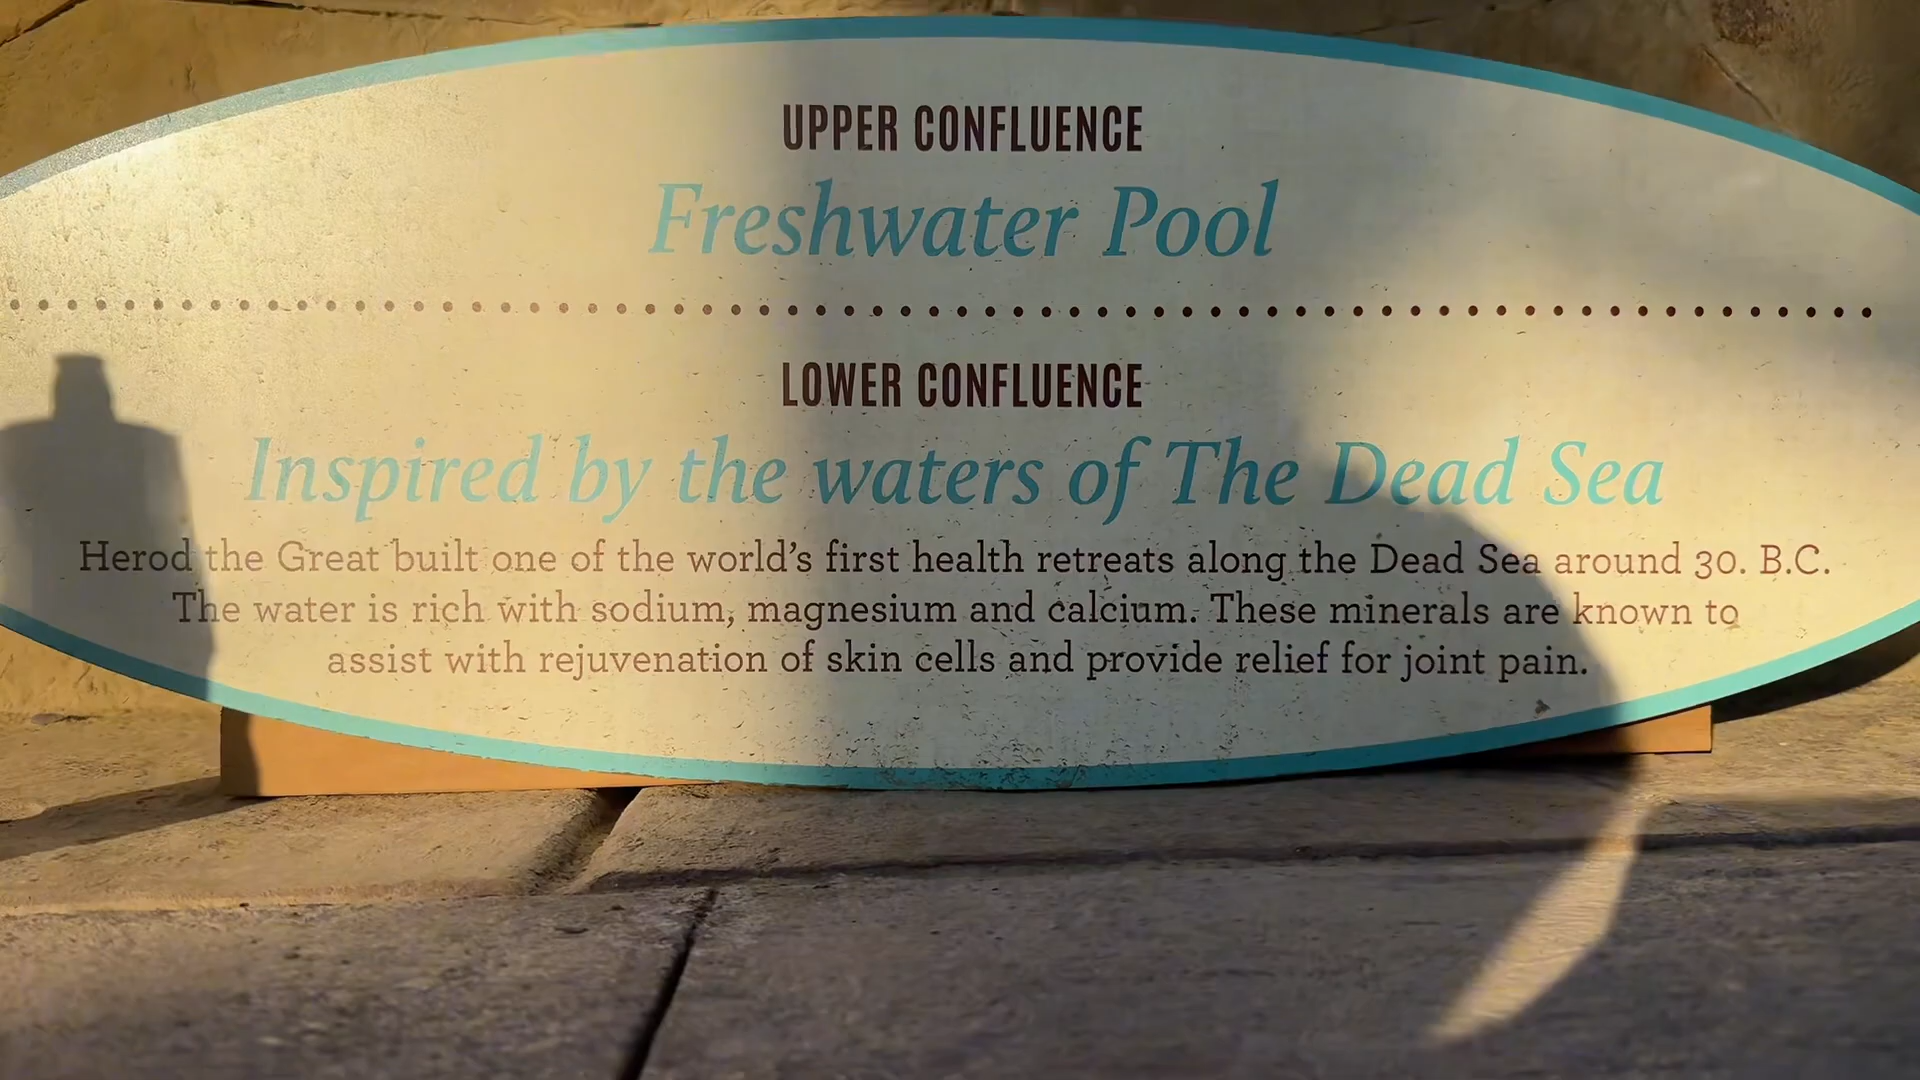 UPPER CONFLUENCE
Freshwater Pool
LOWER CONFLUENCE
Inspired by the waters of The Dead Sea
Herod the Great built one of the world’s first health retreats along the Dead Sea around 30. B.C.
The water is rich with sodium, magnesium and calcium. These minerals are known to
assist with rejuvenation of skin cells and provide relief for joint pain.